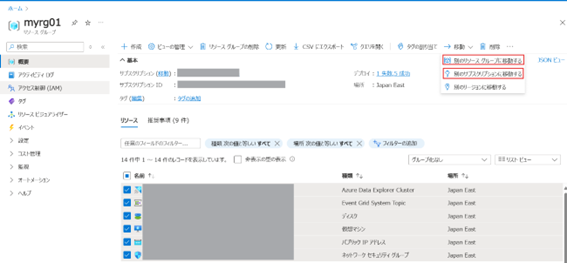 ホーム >
myrg01
リソース グループ
検索
作成 ビューの管理 リソース グループの削除 更新 CSV にエクスポート クエリを開く タグの割り当て 移動 削除
別のリソース グループに移動する
別のサブスクリプションに移動する
別のリージョンに移動する
JSON ビュー
概要
アクティビティ ログ
アクセス制御 (IAM)
タグ
リソース ビジュアライザー
イベント
設定
コスト管理
監視
オートメーション
ヘルプ
基本
サブスクリプション (移動) :
サブスクリプション ID :
タグ (編集) : タグの追加
デプロイ : 1 失敗,5 成功
場所 : Japan East
リソース 推奨事項 (9 件)
任意のフィールドのフィルター... 種類 次の値と等しい すべて 場所 次の値と等しい すべて フィルターの追加
14 件中 1 ～ 14 件のレコードを表示しています。 非表示の型の表示
グループ化なし リスト ビュー
名前 種類 場所
Azure Data Explorer Cluster Japan East
Event Grid System Topic Japan East
ディスク Japan East
仮想マシン Japan East
パブリック IP アドレス Japan East
ネットワーク セキュリティ グループ Japan East